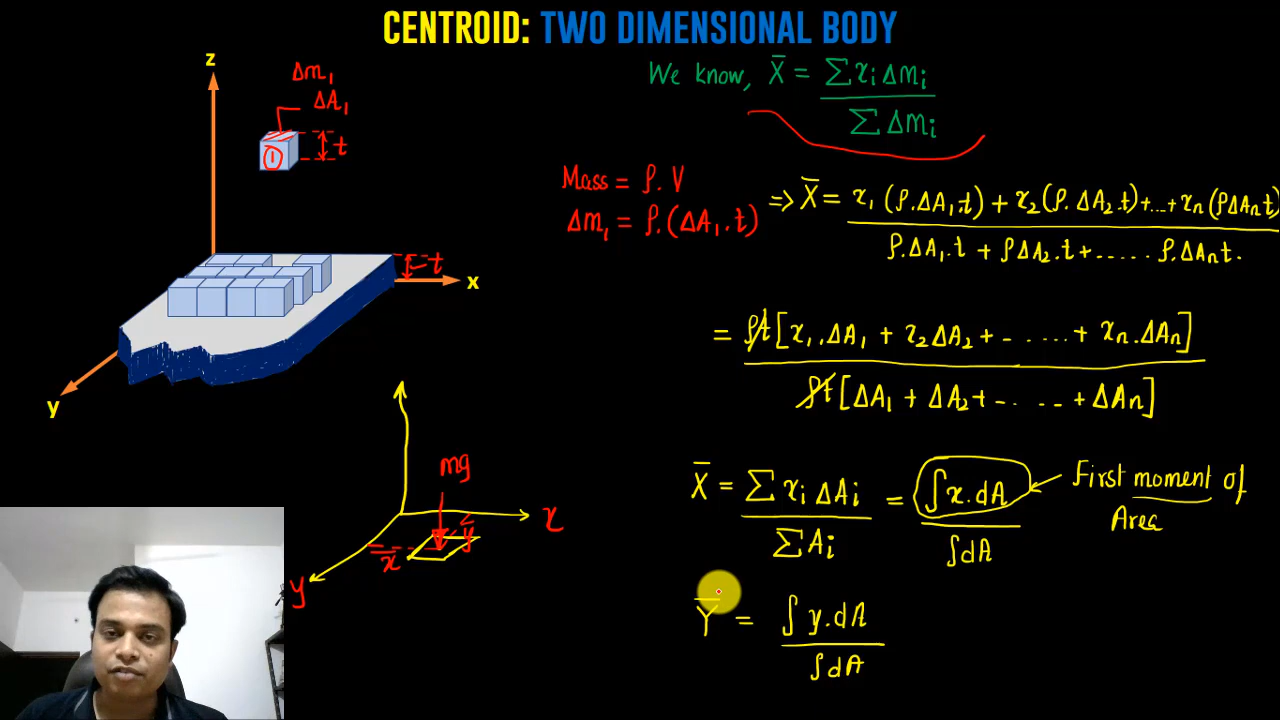 CENTROID: TWO DIMENSIONAL BODY
We know, X̄ = Σ xᵢ Δmᵢ
Σ Δmᵢ
z
Δm₁
ΔA₁
1
t
t
x
y
Mass = ρ. V
Δm₁ = ρ. (ΔA₁ . t)
⇒ X̄ = x₁ (ρ.ΔA₁.t) + x₂ (ρ. ΔA₂.t)+....+ xn (ρΔAn t)
ρ.ΔA₁.t + ρΔA₂.t+...... ρ.ΔAn t.
= ρt [x₁.ΔA₁ + x₂ΔA₂ + - . . . . + xn.ΔAn]
ρt [ΔA₁ + ΔA₂ + - . . . . + ΔAn]
X̄ = Σ xᵢ ΔAᵢ = ∫x.dA
Σ Aᵢ ∫dA
First moment of
Area
Ȳ = ∫ y.dA
∫dA
mg
x
y
x
y